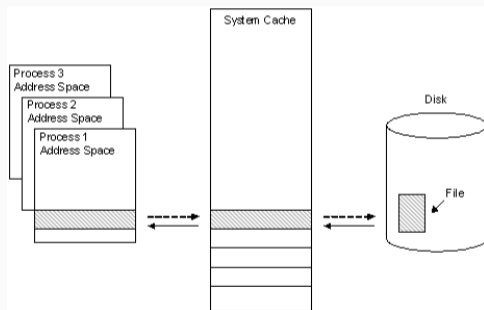 System Cache
Process 3
Address Space
Process 2
Address Space
Process 1
Address Space
Disk
File